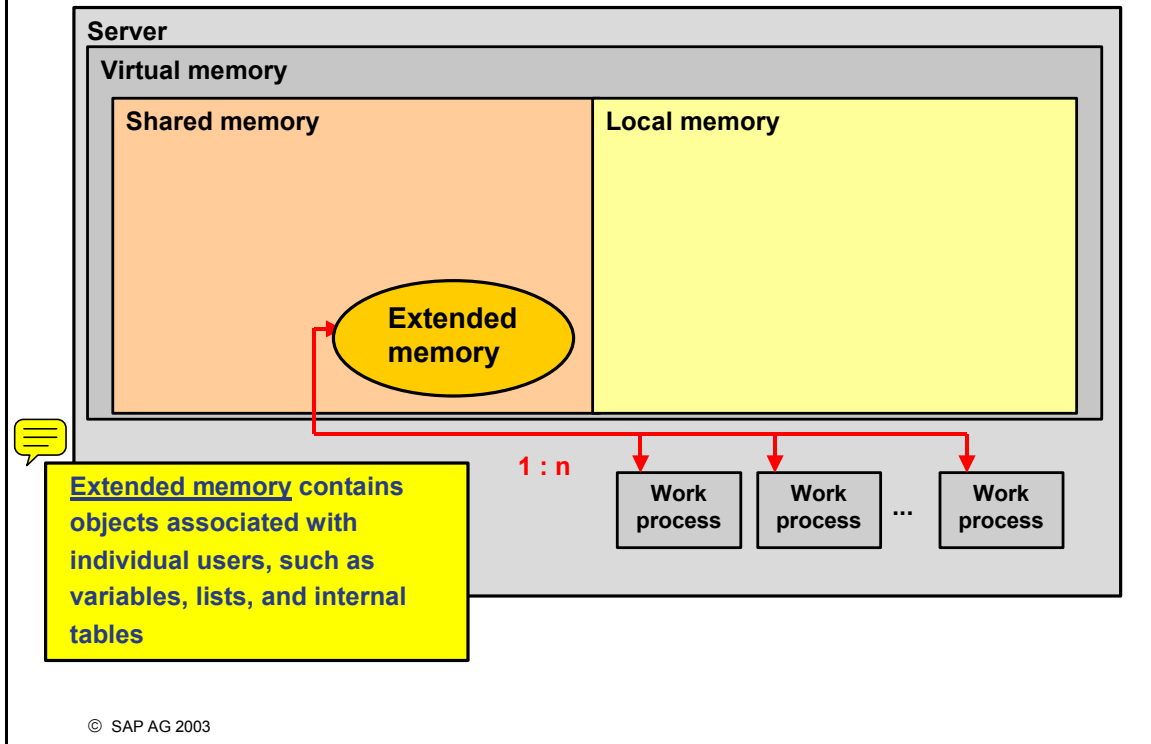 Server
Virtual memory
Shared memory
Local memory
Extended
memory
1 : n
Work
process
Work
process
...
Work
process
Extended memory contains
objects associated with
individual users, such as
variables, lists, and internal
tables
© SAP AG 2003